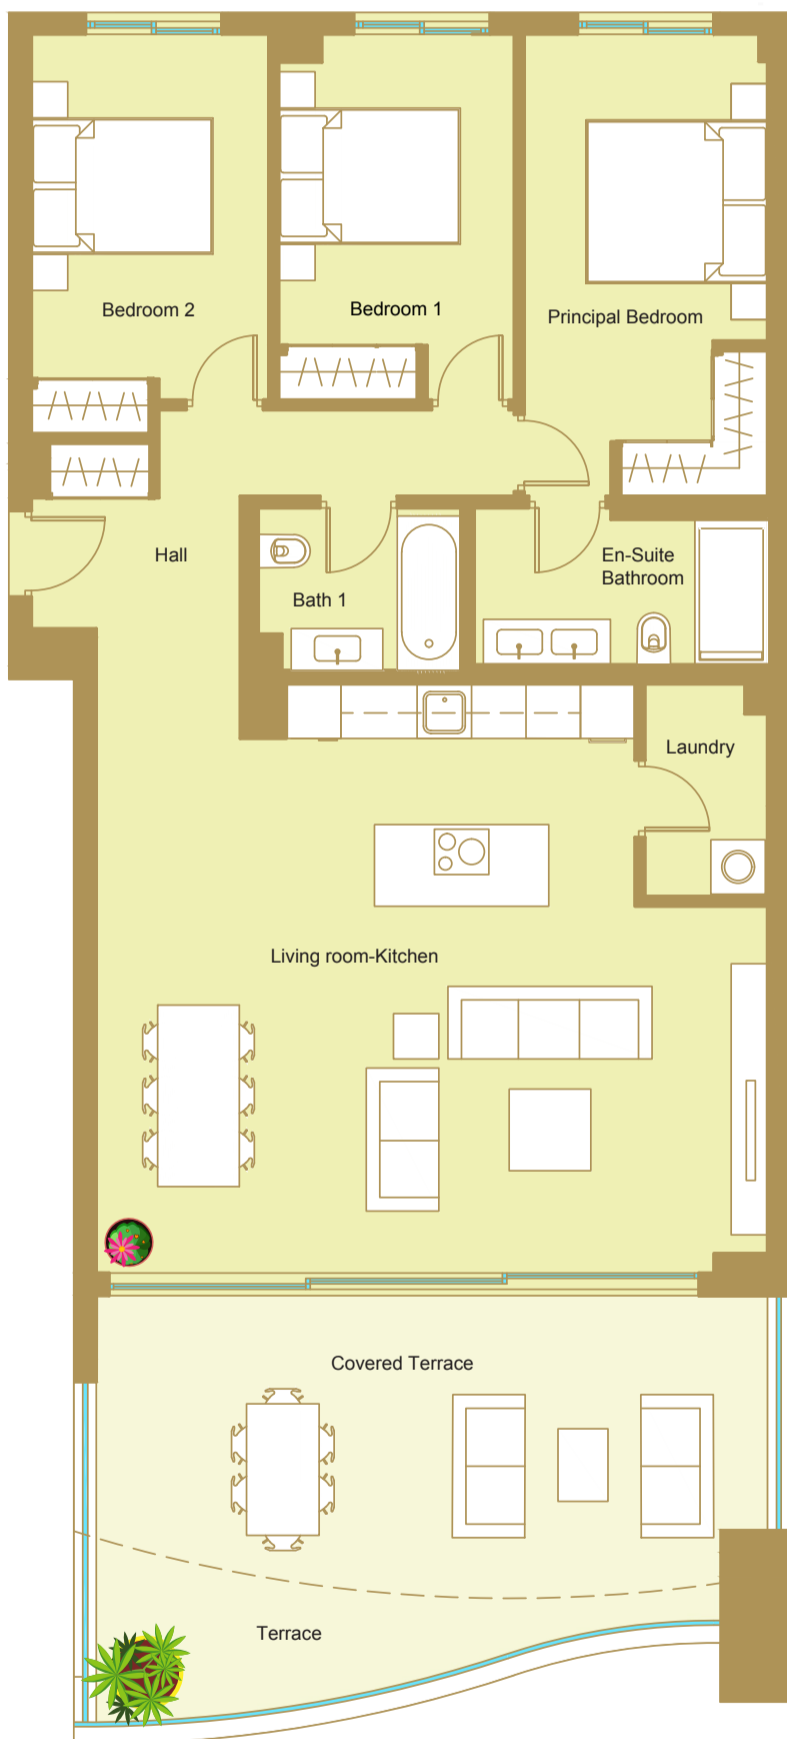 Bedroom 2
Bedroom 1
Principal Bedroom
Hall
Bath 1
En-Suite
Bathroom
Laundry
Living room-Kitchen
Covered Terrace
Terrace